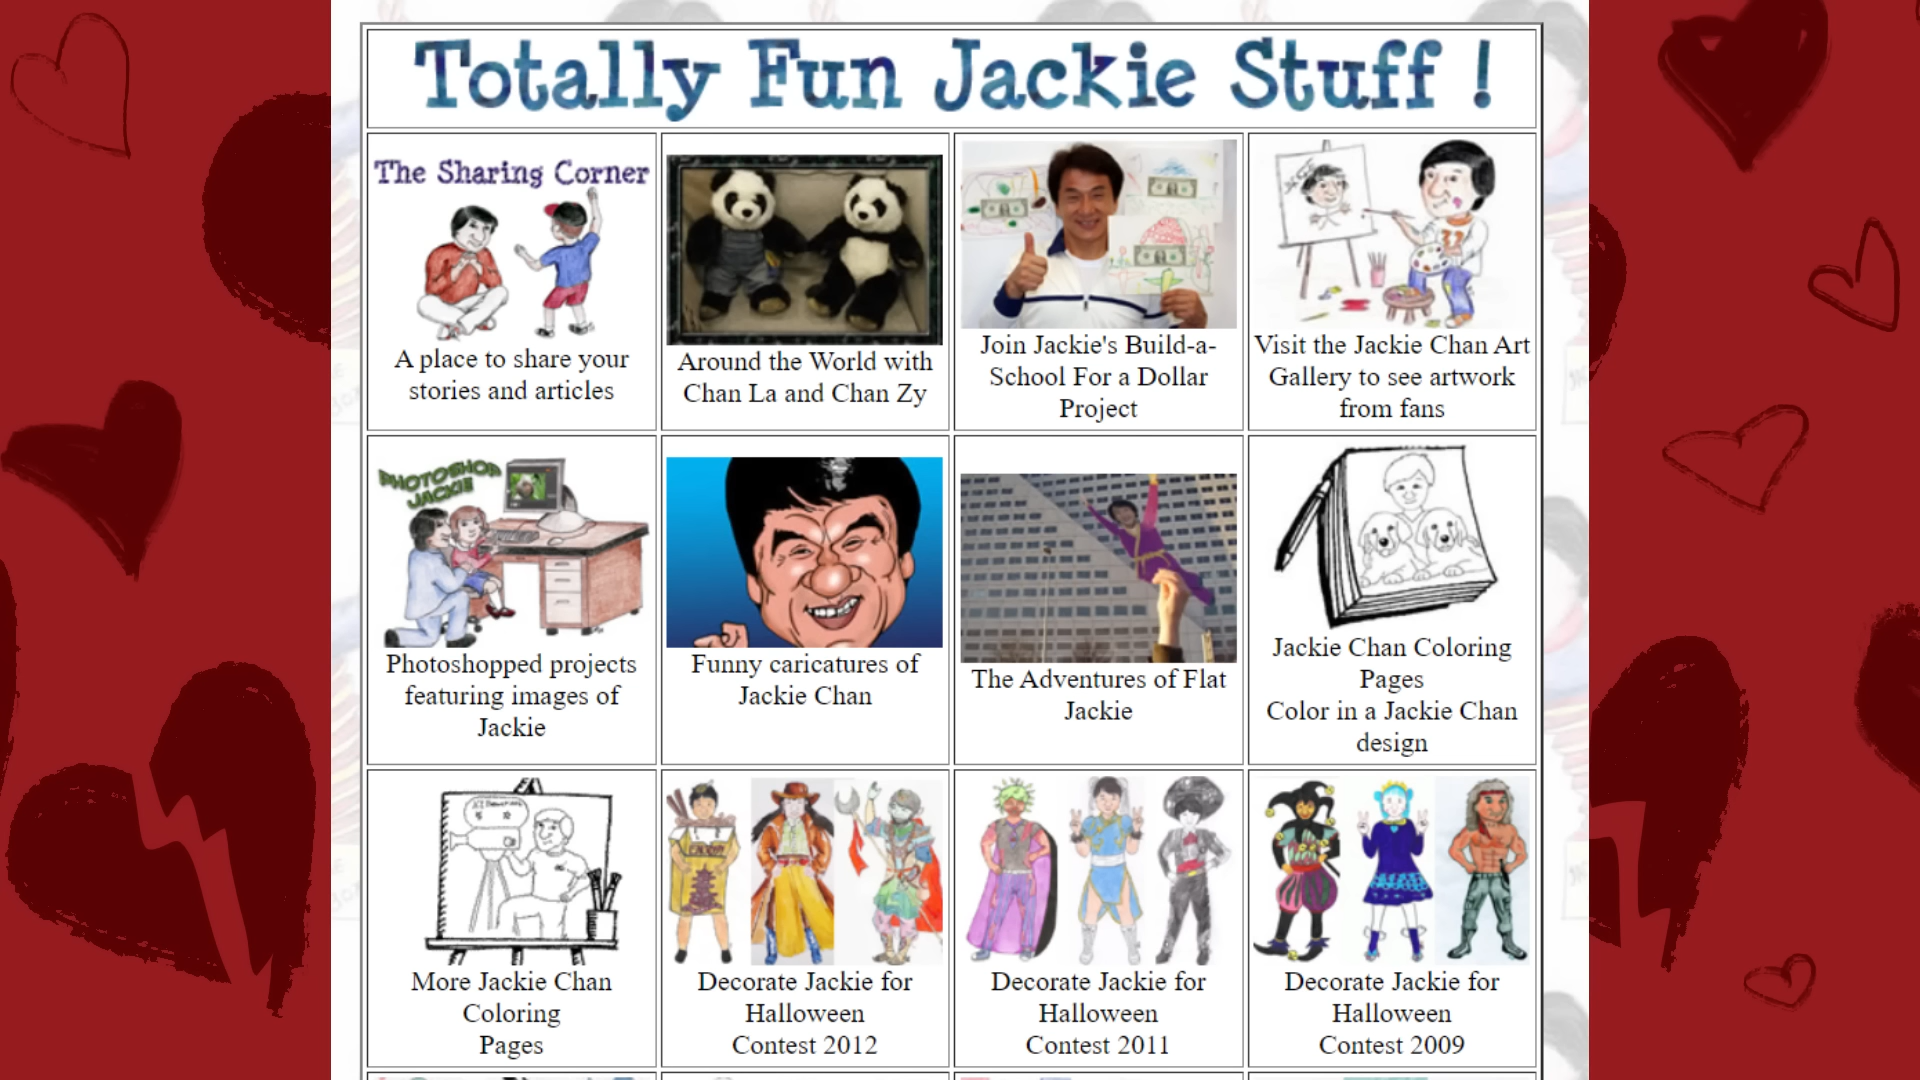 Totally Fun Jackie Stuff !
The Sharing Corner
A place to share your
stories and articles
Around the World with
Chan La and Chan Zy
Join Jackie's Build-a-
School For a Dollar
Project
Visit the Jackie Chan Art
Gallery to see artwork
from fans
PHOTOSHOP
JACKIE
Photoshopped projects
featuring images of
Jackie
Funny caricatures of
Jackie Chan
The Adventures of Flat
Jackie
Jackie Chan Coloring
Pages
Color in a Jackie Chan
design
More Jackie Chan
Coloring
Pages
Decorate Jackie for
Halloween
Contest 2012
Decorate Jackie for
Halloween
Contest 2011
Decorate Jackie for
Halloween
Contest 2009